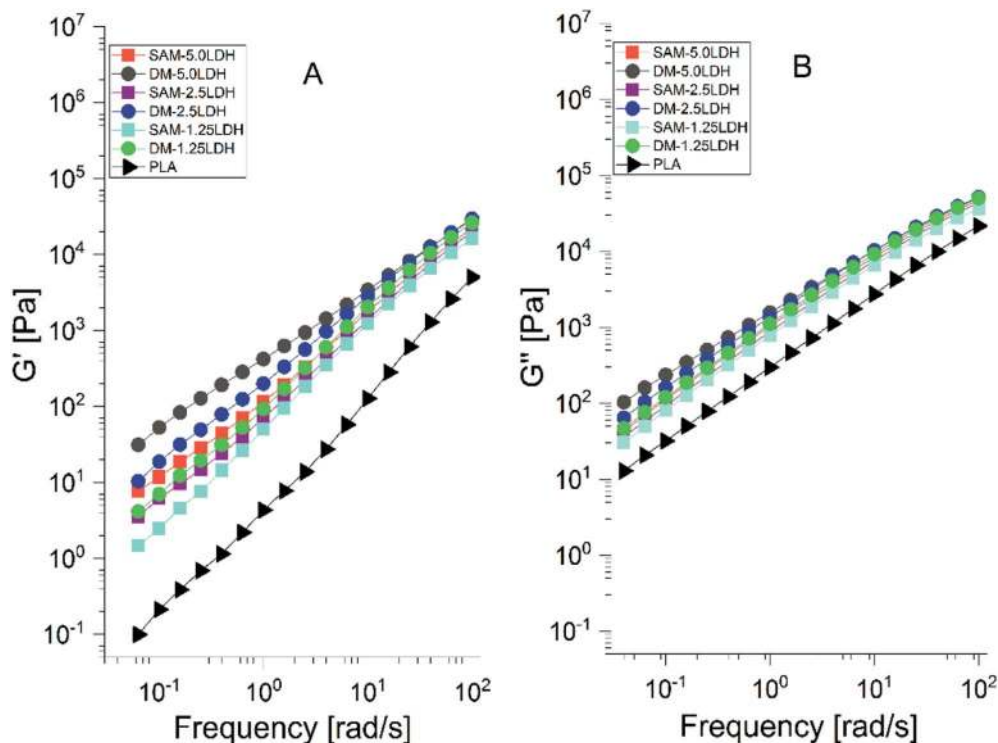 A
SAM-5.0LDH
DM-5.0LDH
SAM-2.5LDH
DM-2.5LDH
SAM-1.25LDH
DM-1.25LDH
PLA
10^7
10^6
10^5
10^4
10^3
10^2
10^1
10^0
10^-1
G' [Pa]
10^-1 10^0 10^1 10^2
Frequency [rad/s]
B
SAM-5.0LDH
DM-5.0LDH
SAM-2.5LDH
DM-2.5LDH
SAM-1.25LDH
DM-1.25LDH
PLA
10^7
10^6
10^5
10^4
10^3
10^2
10^1
10^0
10^-1
G'' [Pa]
10^-1 10^0 10^1 10^2
Frequency [rad/s]